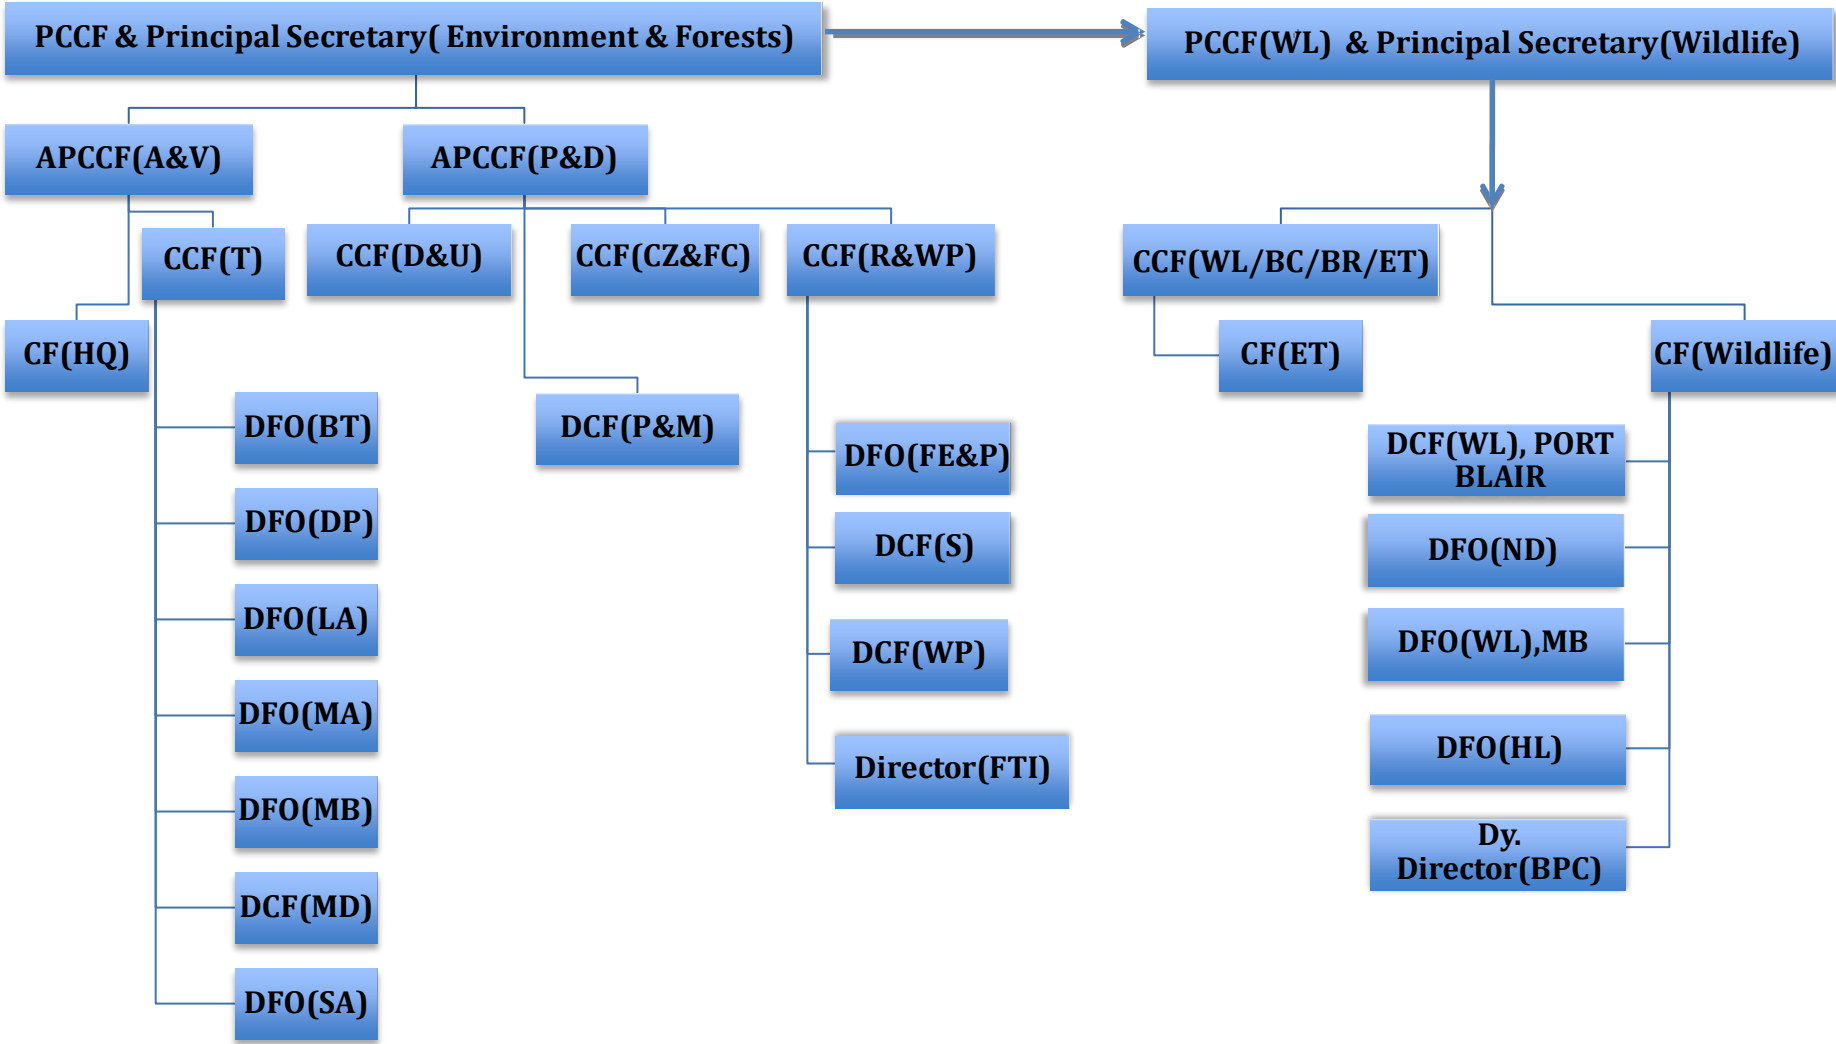 PCCF & Principal Secretary( Environment & Forests)
PCCF(WL) & Principal Secretary(Wildlife)
APCCF(A&V)
APCCF(P&D)
CCF(T)
CCF(D&U)
CCF(CZ&FC)
CCF(R&WP)
CCF(WL/BC/BR/ET)
CF(HQ)
CF(ET)
CF(Wildlife)
DFO(BT)
DFO(DP)
DFO(LA)
DFO(MA)
DFO(MB)
DCF(MD)
DFO(SA)
DCF(P&M)
DFO(FE&P)
DCF(S)
DCF(WP)
Director(FTI)
DCF(WL), PORT
BLAIR
DFO(ND)
DFO(WL),MB
DFO(HL)
Dy.
Director(BPC)